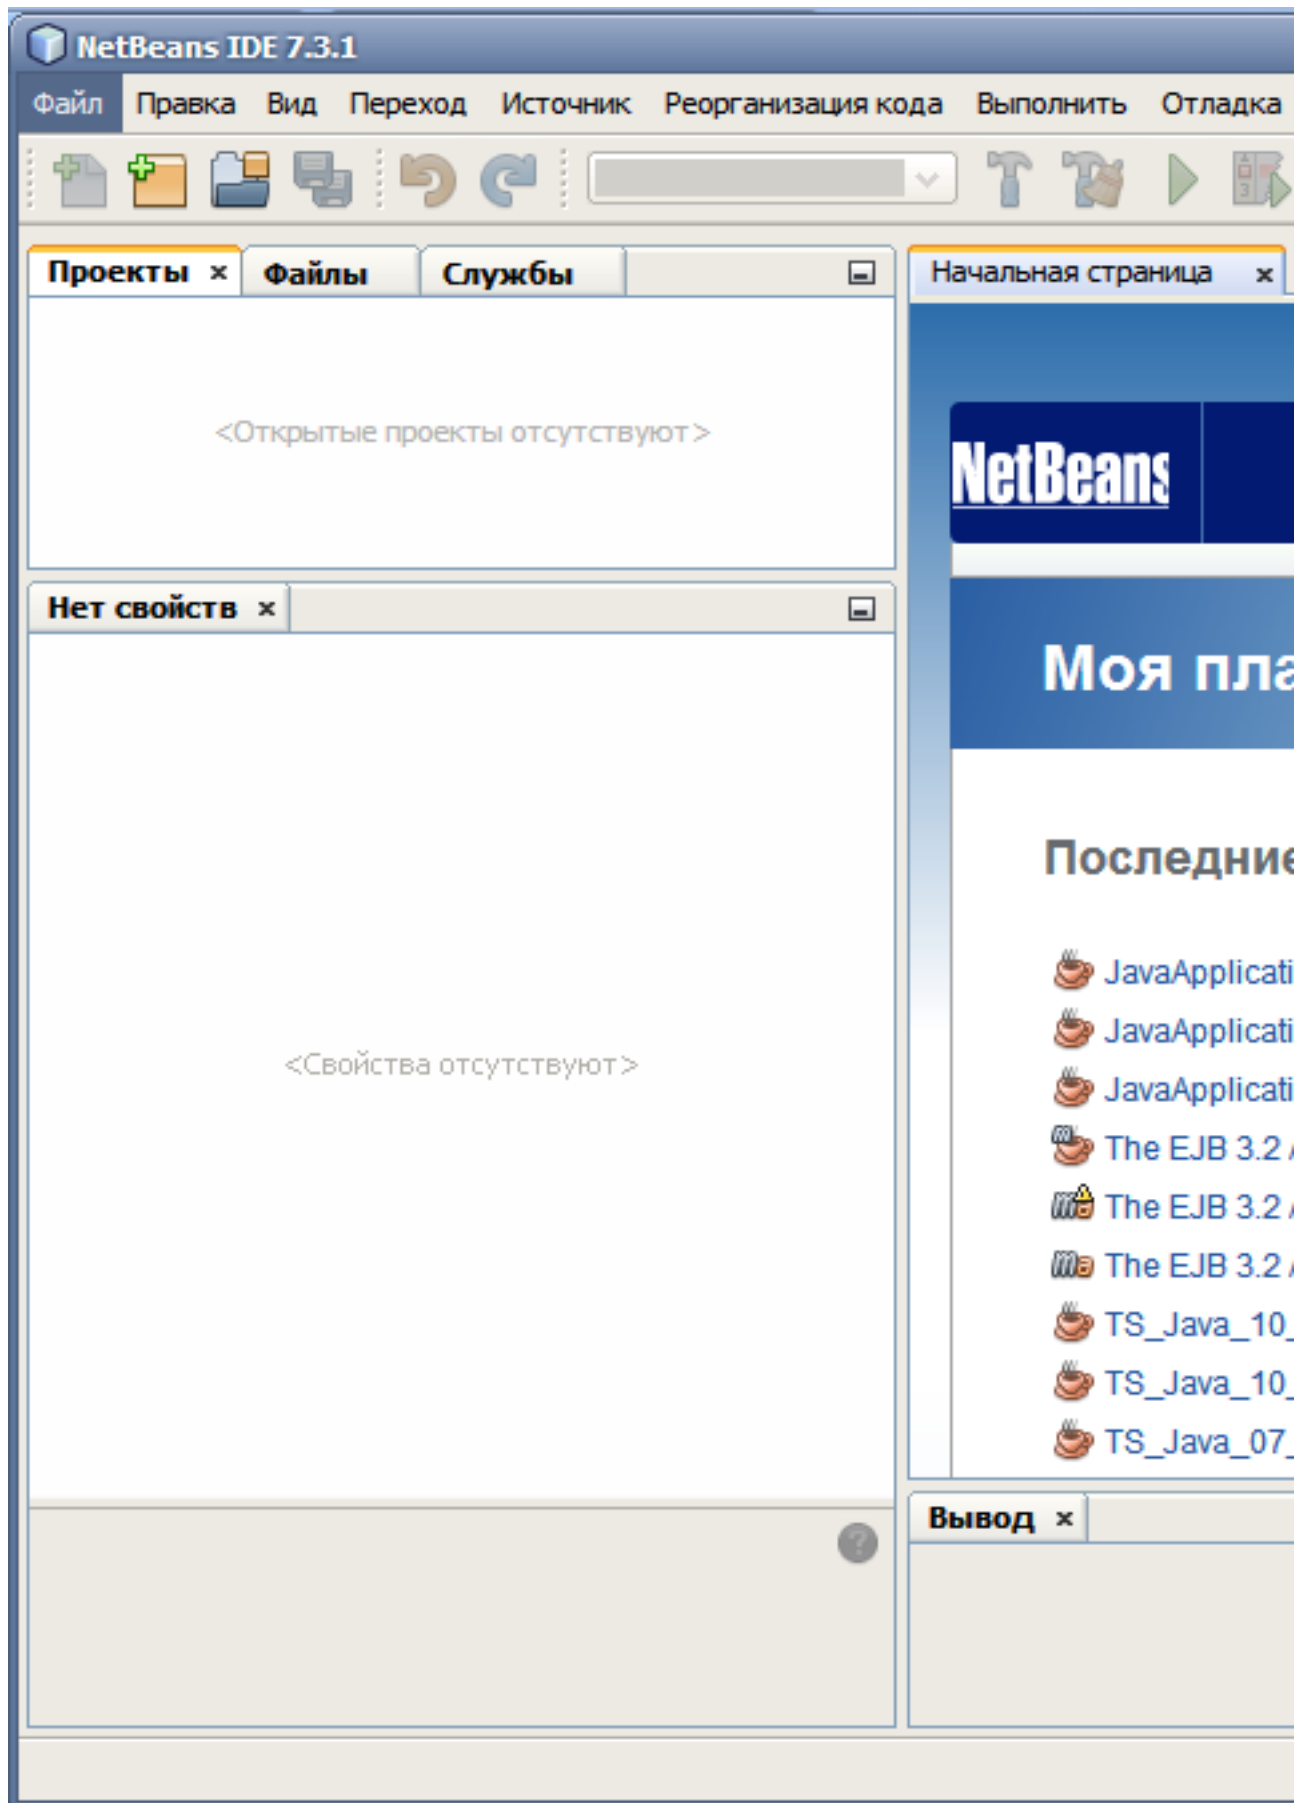 NetBeans IDE 7.3.1
Файл Правка Вид Переход Источник Реорганизация кода Выполнить Отладка
Проекты Файлы Службы
<Открытые проекты отсутствуют>
Нет свойств
<Свойства отсутствуют>
Начальная страница
NetBeans
Моя пла
Последние
JavaApplicati
JavaApplicati
JavaApplicati
The EJB 3.2
The EJB 3.2
The EJB 3.2
TS_Java_10_
TS_Java_10_
TS_Java_07_
Вывод